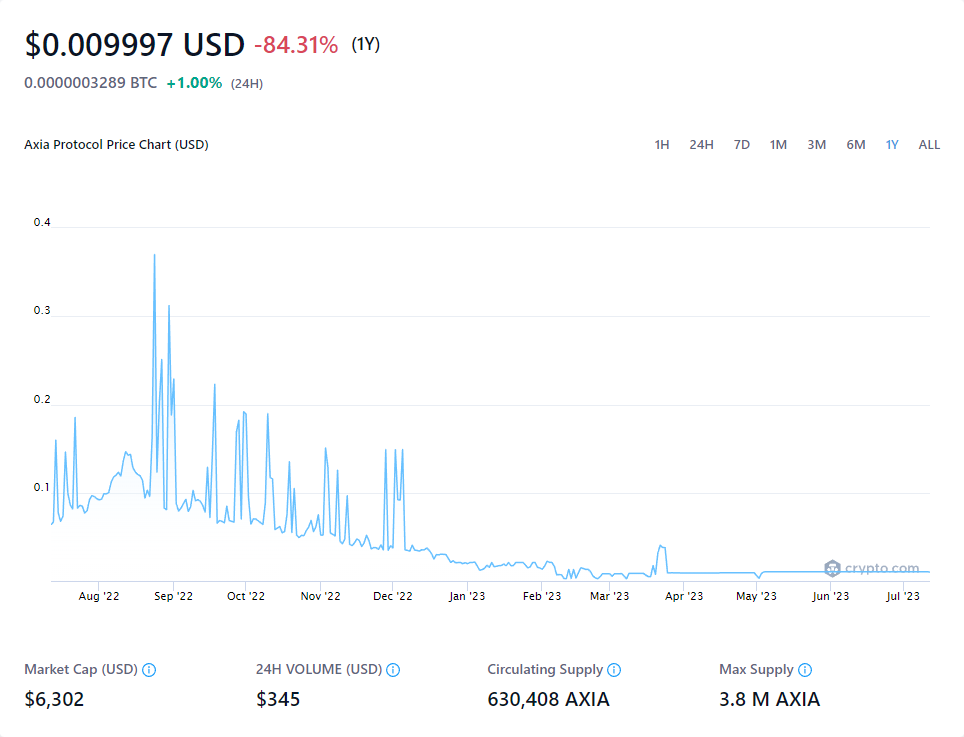 $0.009997 USD -84.31% (1Y)
0.0000003289 BTC +1.00% (24H)
Axia Protocol Price Chart (USD) 1H 24H 7D 1M 3M 6M 1Y ALL
0.4
0.3
0.2
0.1
crypto.com
Aug '22 Sep '22 Oct '22 Nov '22 Dec '22 Jan '23 Feb '23 Mar '23 Apr '23 May '23 Jun '23 Jul '23
Market Cap (USD) 24H VOLUME (USD) Circulating Supply Max Supply
$6,302 $345 630,408 AXIA 3.8 M AXIA